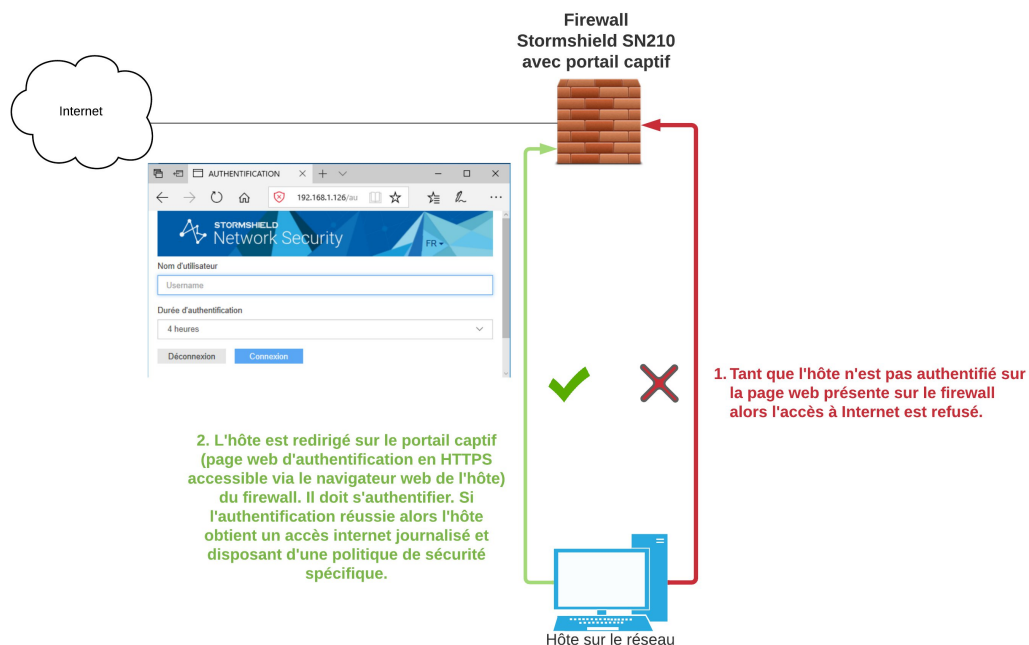 Firewall
Stormshield SN210
avec portail captif
Internet
AUTHENTIFICATION
192.168.1.126/au
STORMSHIELD
Network Security
FR
Nom d'utilisateur
Username
Durée d'authentification
4 heures
Déconnexion
Connexion
1. Tant que l'hôte n'est pas authentifié sur
la page web présente sur le firewall
alors l'accès à Internet est refusé.
2. L'hôte est redirigé sur le portail captif
(page web d'authentification en HTTPS
accessible via le navigateur web de l'hôte)
du firewall. Il doit s'authentifier. Si
l'authentification réussie alors l'hôte
obtient un accès internet journalisé et
disposant d'une politique de sécurité
spécifique.
Hôte sur le réseau